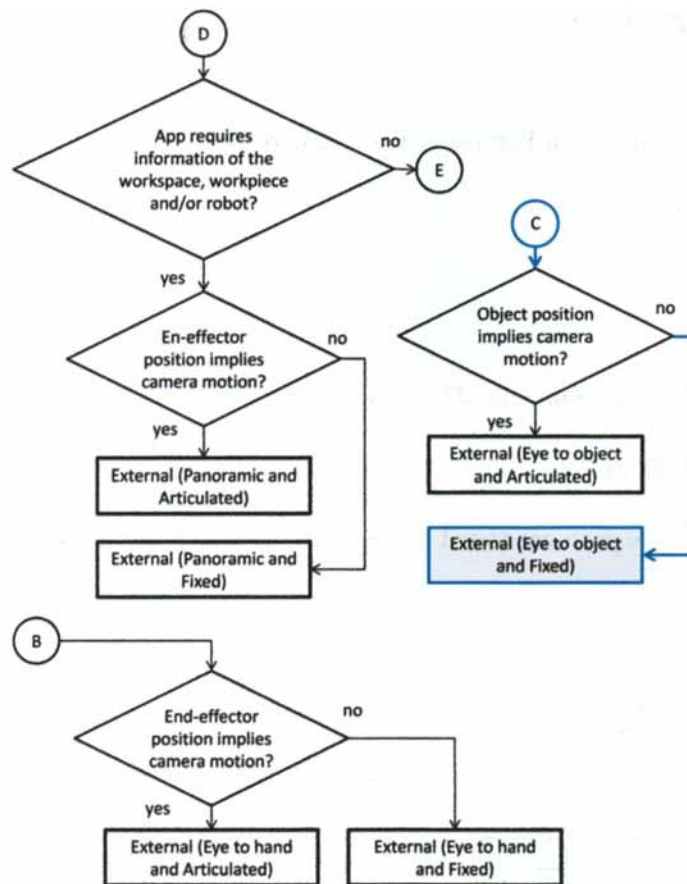 D
App requires
information of the
workspace, workpiece
and/or robot?
no
E
yes
En-effector
position implies
camera motion?
no
yes
External (Panoramic and
Articulated)
External (Panoramic and
Fixed)
C
Object position
implies camera
motion?
no
yes
External (Eye to object
and Articulated)
External (Eye to object
and Fixed)
B
End-effector
position implies
camera motion?
no
yes
External (Eye to hand
and Articulated)
External (Eye to hand
and Fixed)